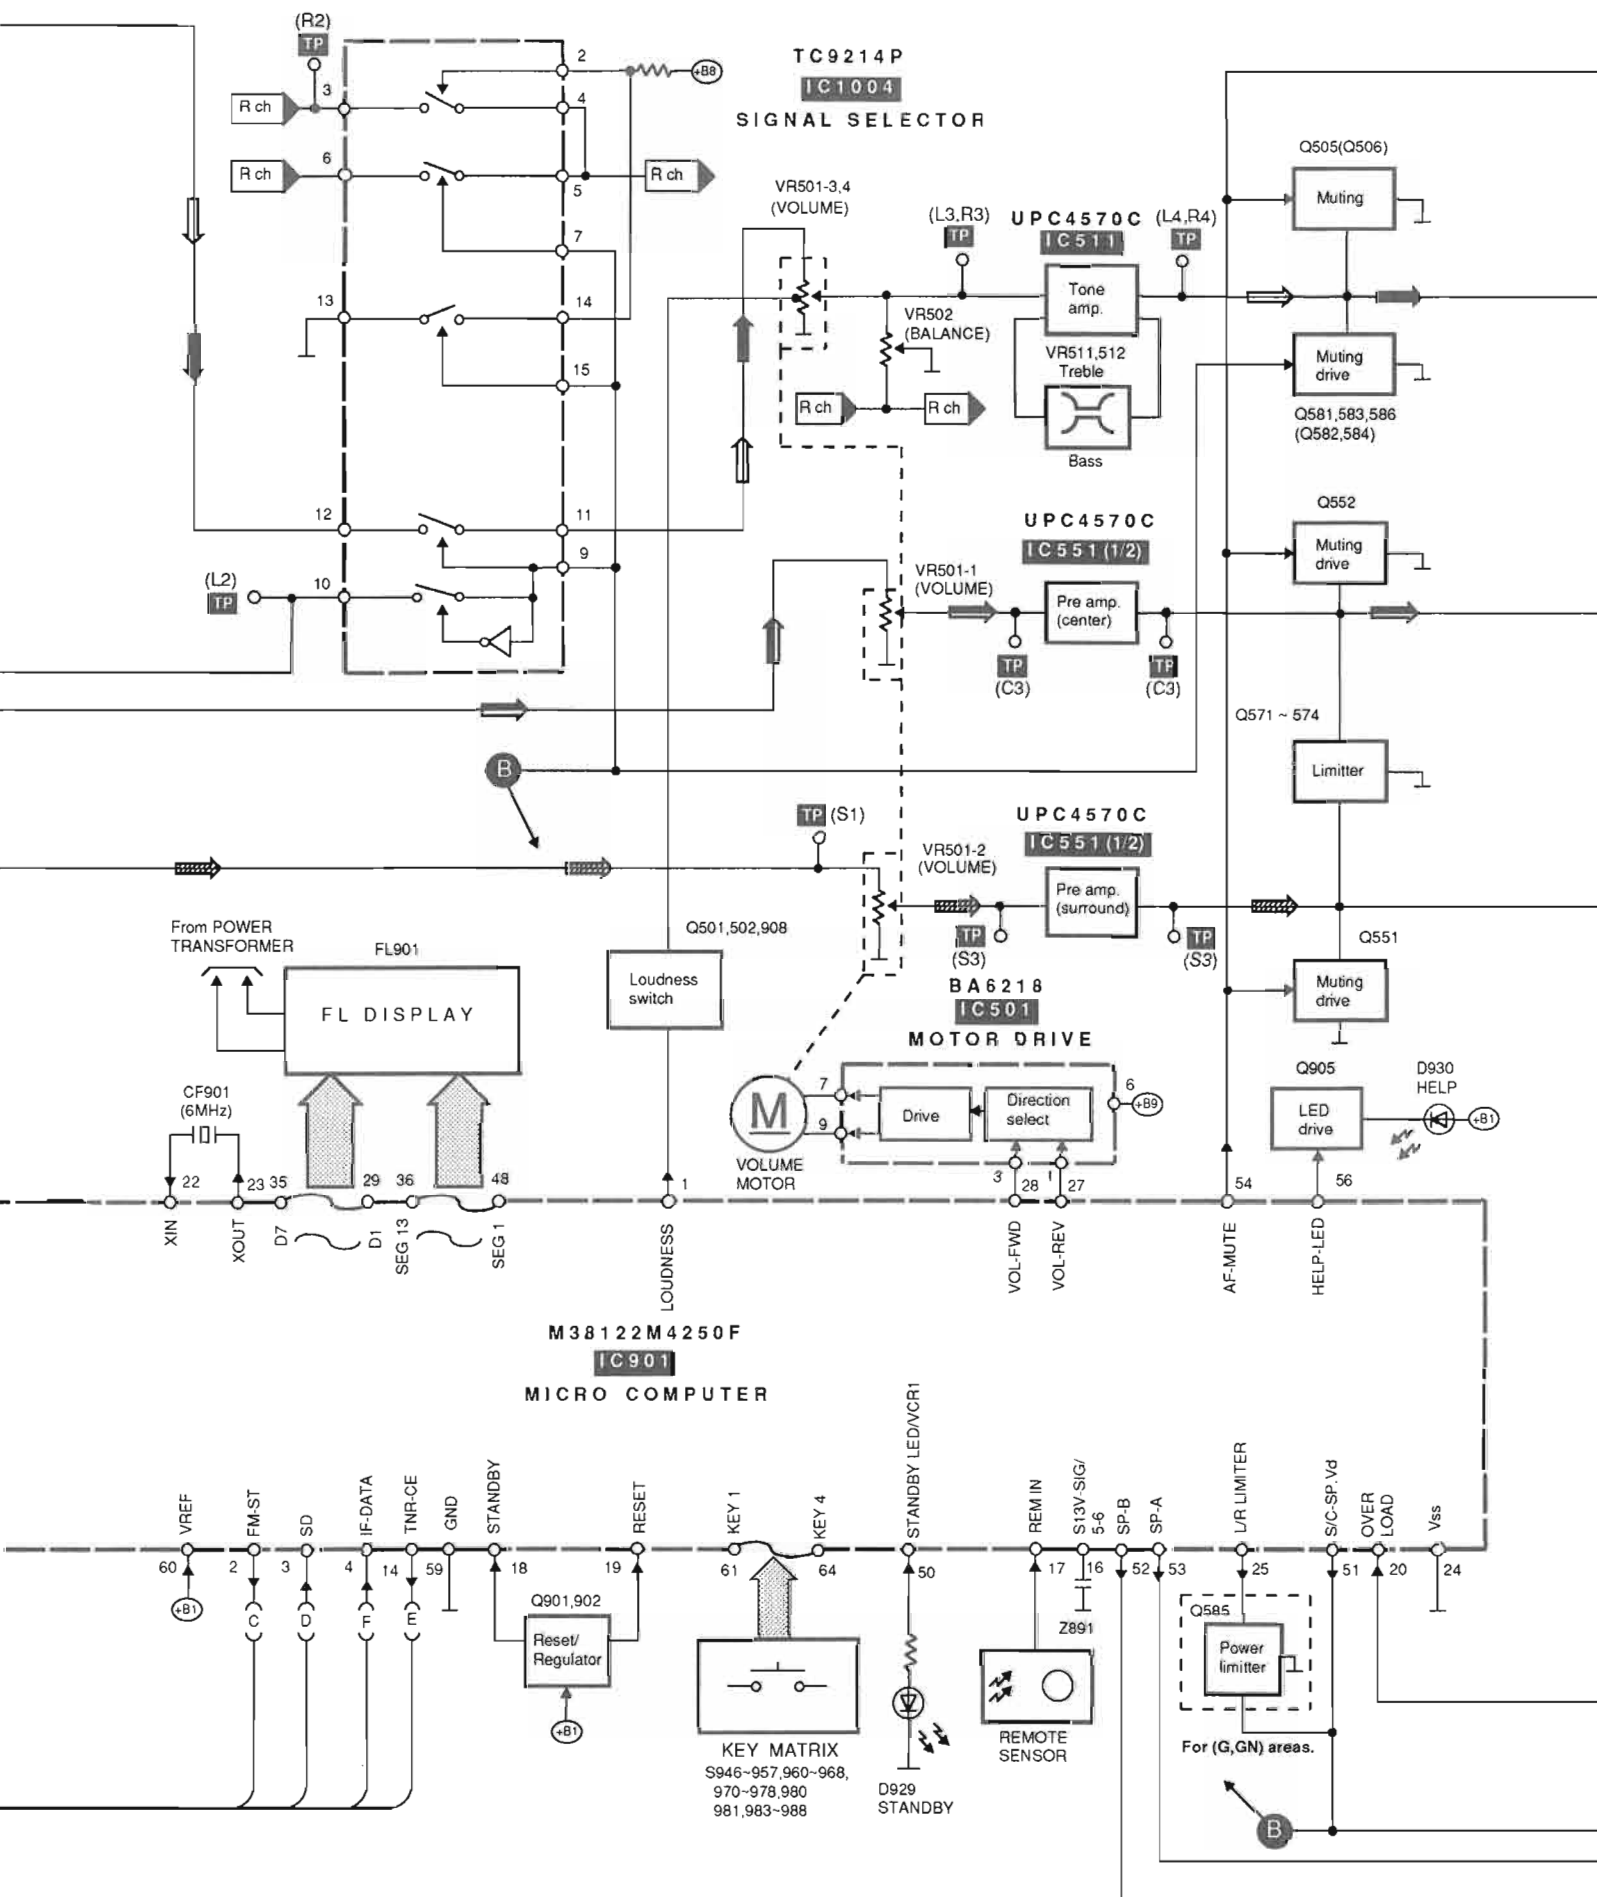 (R2)
TP
2
+B8
TC9214P
IC1004
SIGNAL SELECTOR
R ch
3
4
R ch
6
5
R ch
7
13
14
15
12
11
9
(L2)
TP
10
VR501-3,4
(VOLUME)
(L3,R3)
TP
UPC4570C
IC511
(L4,R4)
TP
Tone
amp.
VR502
(BALANCE)
VR511,512
Treble
R ch
R ch
Bass
Q505(Q506)
Muting
Muting
drive
Q581,583,586
(Q582,584)
UPC4570C
IC551(1/2)
VR501-1
(VOLUME)
Pre amp.
(center)
TP
(C3)
TP
(C3)
Q552
Muting
drive
Q571~574
Limitter
B
TP (S1)
UPC4570C
IC551(1/2)
VR501-2
(VOLUME)
Pre amp.
(surround)
TP
(S3)
TP
(S3)
Q551
Muting
drive
From POWER
TRANSFORMER
FL901
FL DISPLAY
Q501,502,908
Loudness
switch
BA6218
IC501
MOTOR DRIVE
CF901
(6MHz)
M
VOLUME
MOTOR
7
9
Drive
Direction
select
6
+B9
3
1
Q905
LED
drive
D930
HELP
+B1
22
23
35
29
36
48
1
28
27
54
56
XIN
XOUT
D7
D1
SEG 13
SEG 1
LOUDNESS
VOL-FWD
VOL-REV
AF-MUTE
HELP-LED
M38122M4250F
IC901
MICRO COMPUTER
VREF
FM-ST
SD
IF-DATA
TNR-CE
GND
STANDBY
RESET
KEY 1
KEY 4
STANDBY LED/VCR1
REM IN
S13V-SIG/
5-6
SP-B
SP-A
L/R LIMITER
S/C-SP.Vd
OVER
LOAD
Vss
60
2
3
4
14
59
18
19
61
64
50
17
16
52
53
25
51
20
24
+B1
C
D
F
E
Q901,902
Reset/
Regulator
+B1
KEY MATRIX
S946~957,960~968,
970~978,980
981,983~988
D929
STANDBY
Z891
REMOTE
SENSOR
Q585
Power
limitter
For (G,GN) areas.
B